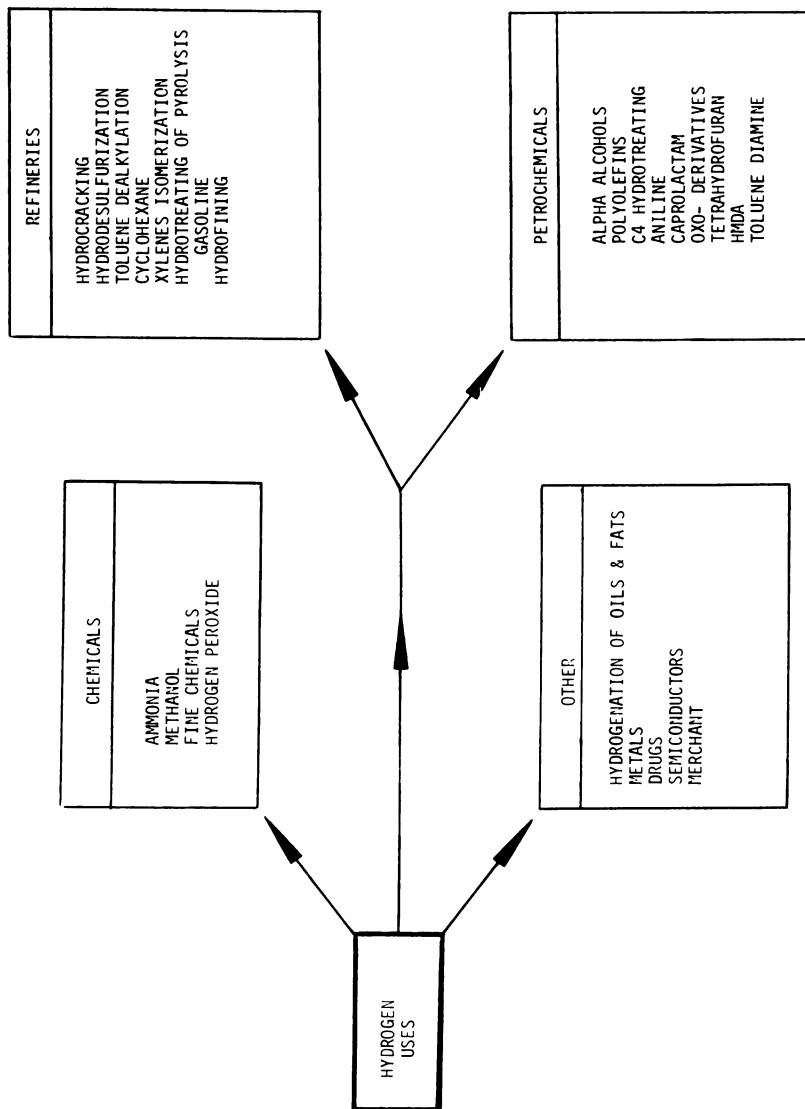 HYDROGEN
USES
CHEMICALS
AMMONIA
METHANOL
FINE CHEMICALS
HYDROGEN PEROXIDE
REFINERIES
HYDROCRACKING
HYDRODESULFURIZATION
TOLUENE DEALKYLATION
CYCLOHEXANE
XYLENES ISOMERIZATION
HYDROTREATING OF PYROLYSIS
GASOLINE
HYDROFINING
OTHER
HYDROGENATION OF OILS & FATS
METALS
DRUGS
SEMICONDUCTORS
MERCHANT
PETROCHEMICALS
ALPHA ALCOHOLS
POLYOLEFINS
C4 HYDROTREATING
ANILINE
CAPROLACTAM
OXO- DERIVATIVES
TETRAHYDROFURAN
HMDA
TOLUENE DIAMINE